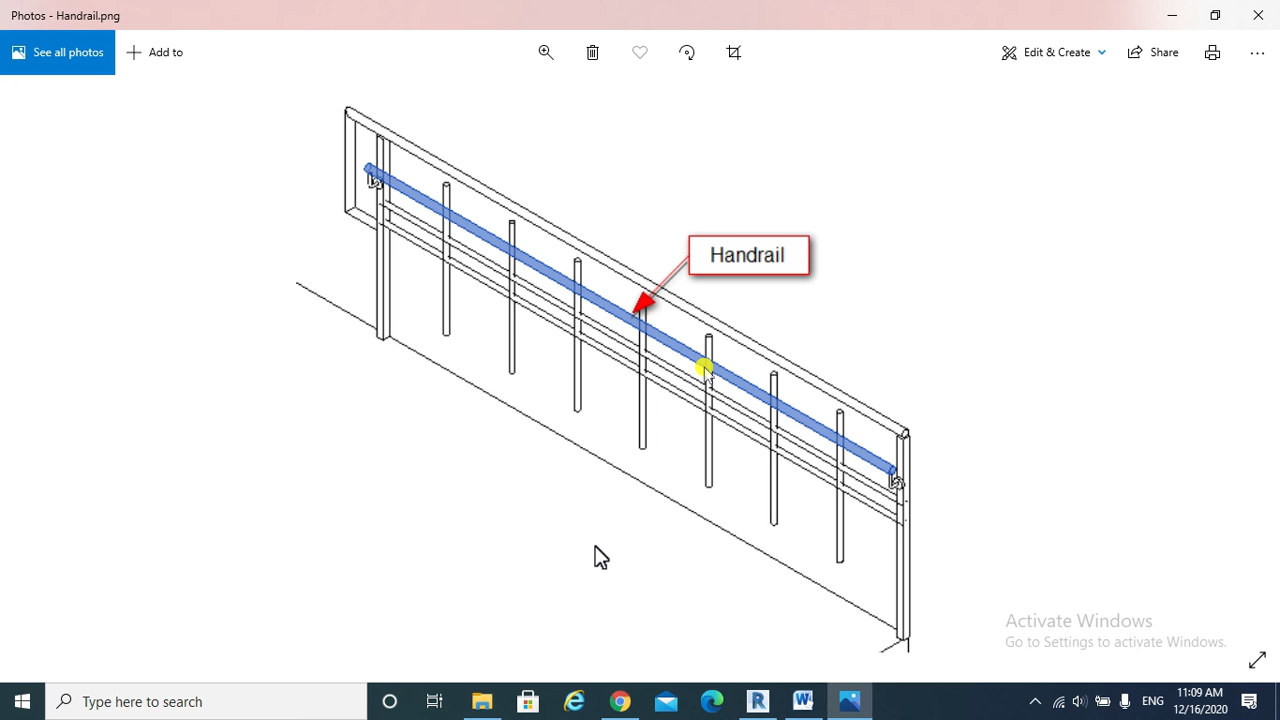 Photos - Handrail.png
See all photos
Add to
Edit & Create
Share
Handrail
Activate Windows
Go to Settings to activate Windows.
Type here to search
ENG
11:09 AM
12/16/2020